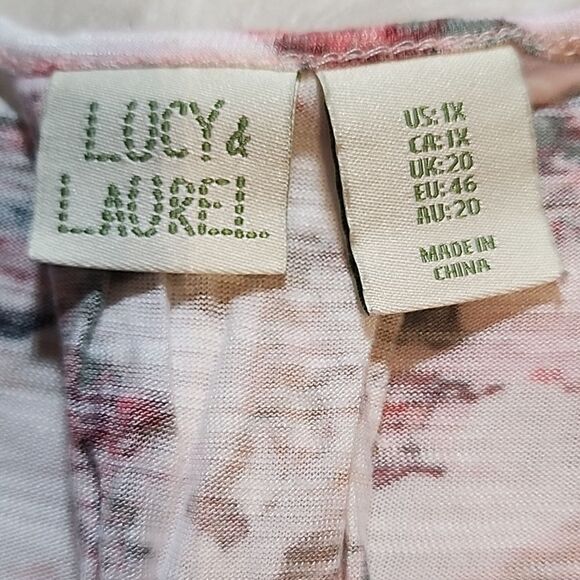 LUCY &
LAUREL.
US: 1X
CA: 1X
UK: 20
EU: 46
AU: 20
MADE IN
CHINA